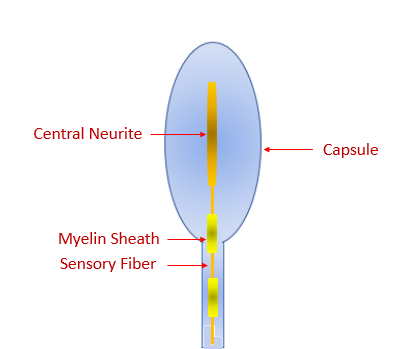 Central Neurite
Capsule
Myelin Sheath
Sensory Fiber